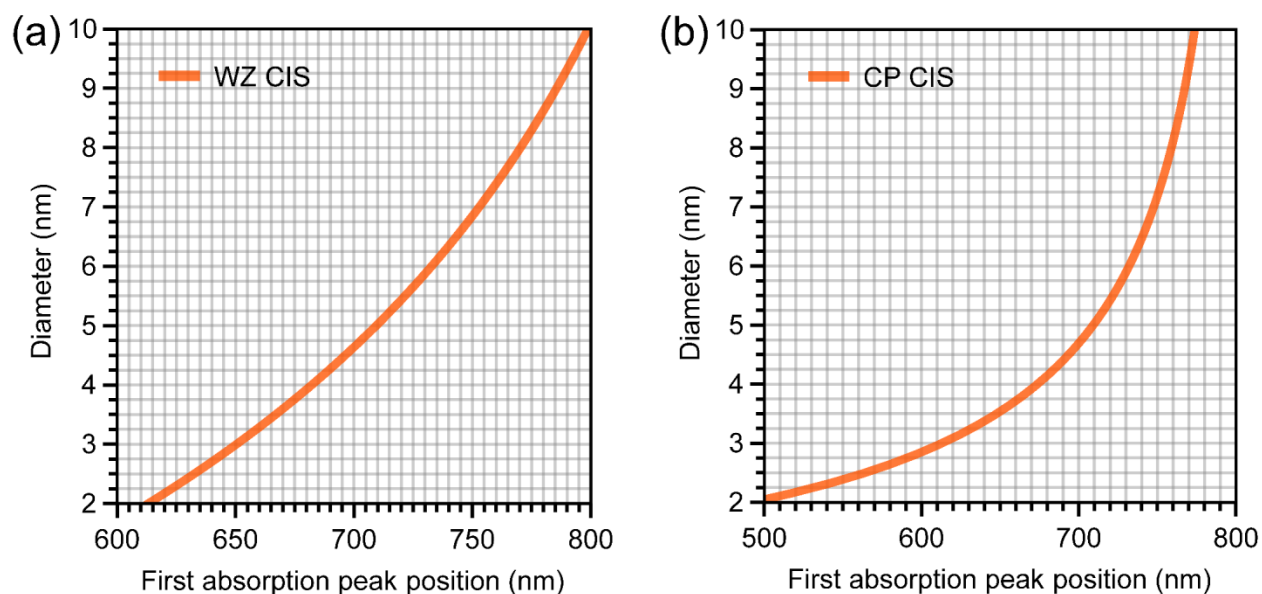 (a)
WZ CIS
Diameter (nm)
10
9
8
7
6
5
4
3
2
600 650 700 750 800
First absorption peak position (nm)
(b)
CP CIS
Diameter (nm)
10
9
8
7
6
5
4
3
2
500 600 700 800
First absorption peak position (nm)